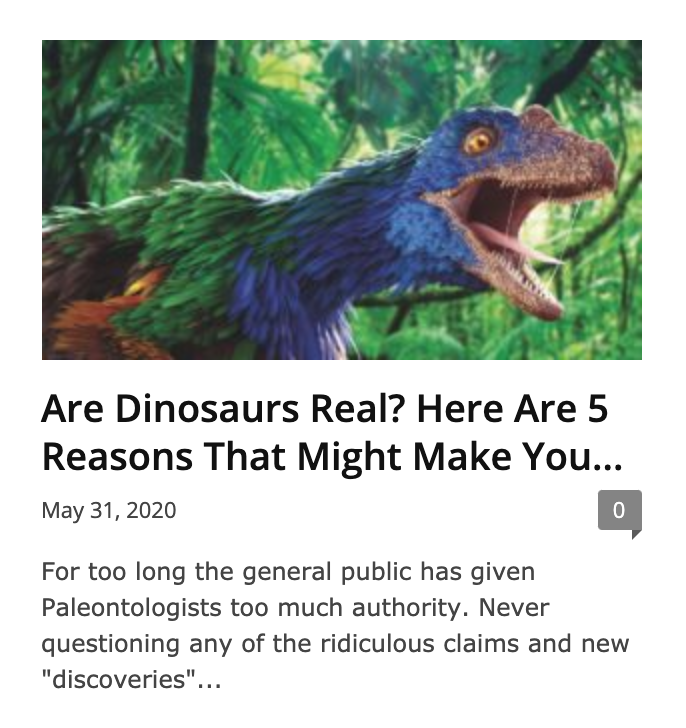 Are Dinosaurs Real? Here Are 5
Reasons That Might Make You...
May 31, 2020
0
For too long the general public has given
Paleontologists too much authority. Never
questioning any of the ridiculous claims and new
"discoveries"...